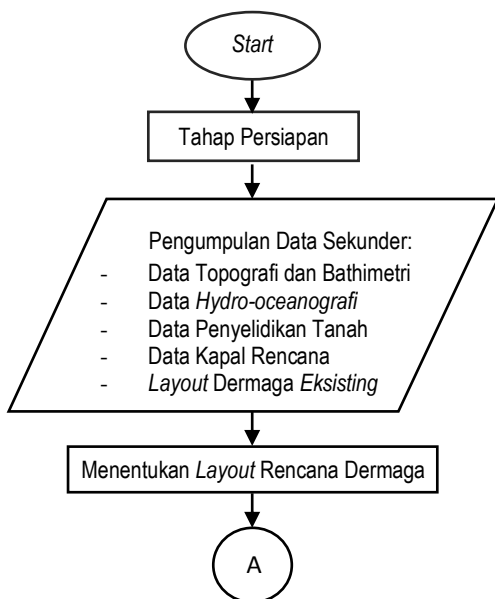 Start
Tahap Persiapan
Pengumpulan Data Sekunder:
- Data Topografi dan Bathimetri
- Data Hydro-oceanografi
- Data Penyelidikan Tanah
- Data Kapal Rencana
- Layout Dermaga Eksisting
Menentukan Layout Rencana Dermaga
A